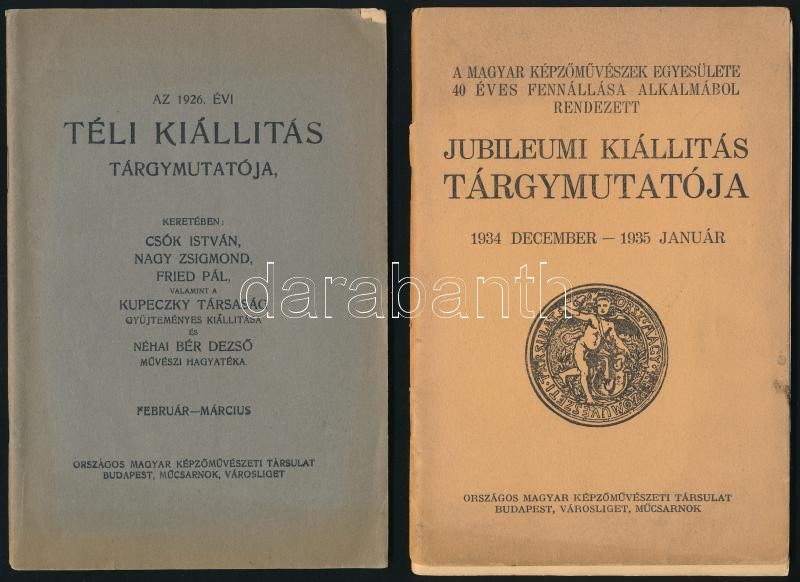 AZ 1926. ÉVI
TÉLI KIÁLLITÁS
TÁRGYMUTATÓJA,
KERETÉBEN:
CSÓK ISTVÁN,
NAGY ZSIGMOND,
FRIED PÁL,
VALAMINT A
KUPECZKY TÁRSASÁG
GYŰJTEMÉNYES KIÁLLITÁSA
ÉS
NÉHAI BÉR DEZSŐ
MŰVÉSZI HAGYATÉKA.
FEBRUÁR—MÁRCIUS
ORSZÁGOS MAGYAR KÉPZŐMŰVÉSZETI TÁRSULAT
BUDAPEST, MŰCSARNOK, VÁROSLIGET
A MAGYAR KÉPZŐMŰVÉSZEK EGYESÜLETE
40 ÉVES FENNÁLLÁSA ALKALMÁBOL
RENDEZETT
JUBILEUMI KIÁLLITÁS
TÁRGYMUTATÓJA
1934 DECEMBER — 1935 JANUÁR
ORSZÁGOS MAGYAR KÉPZŐMŰVÉSZETI TÁRSULAT
BUDAPEST, VÁROSLIGET, MŰCSARNOK
darabanth